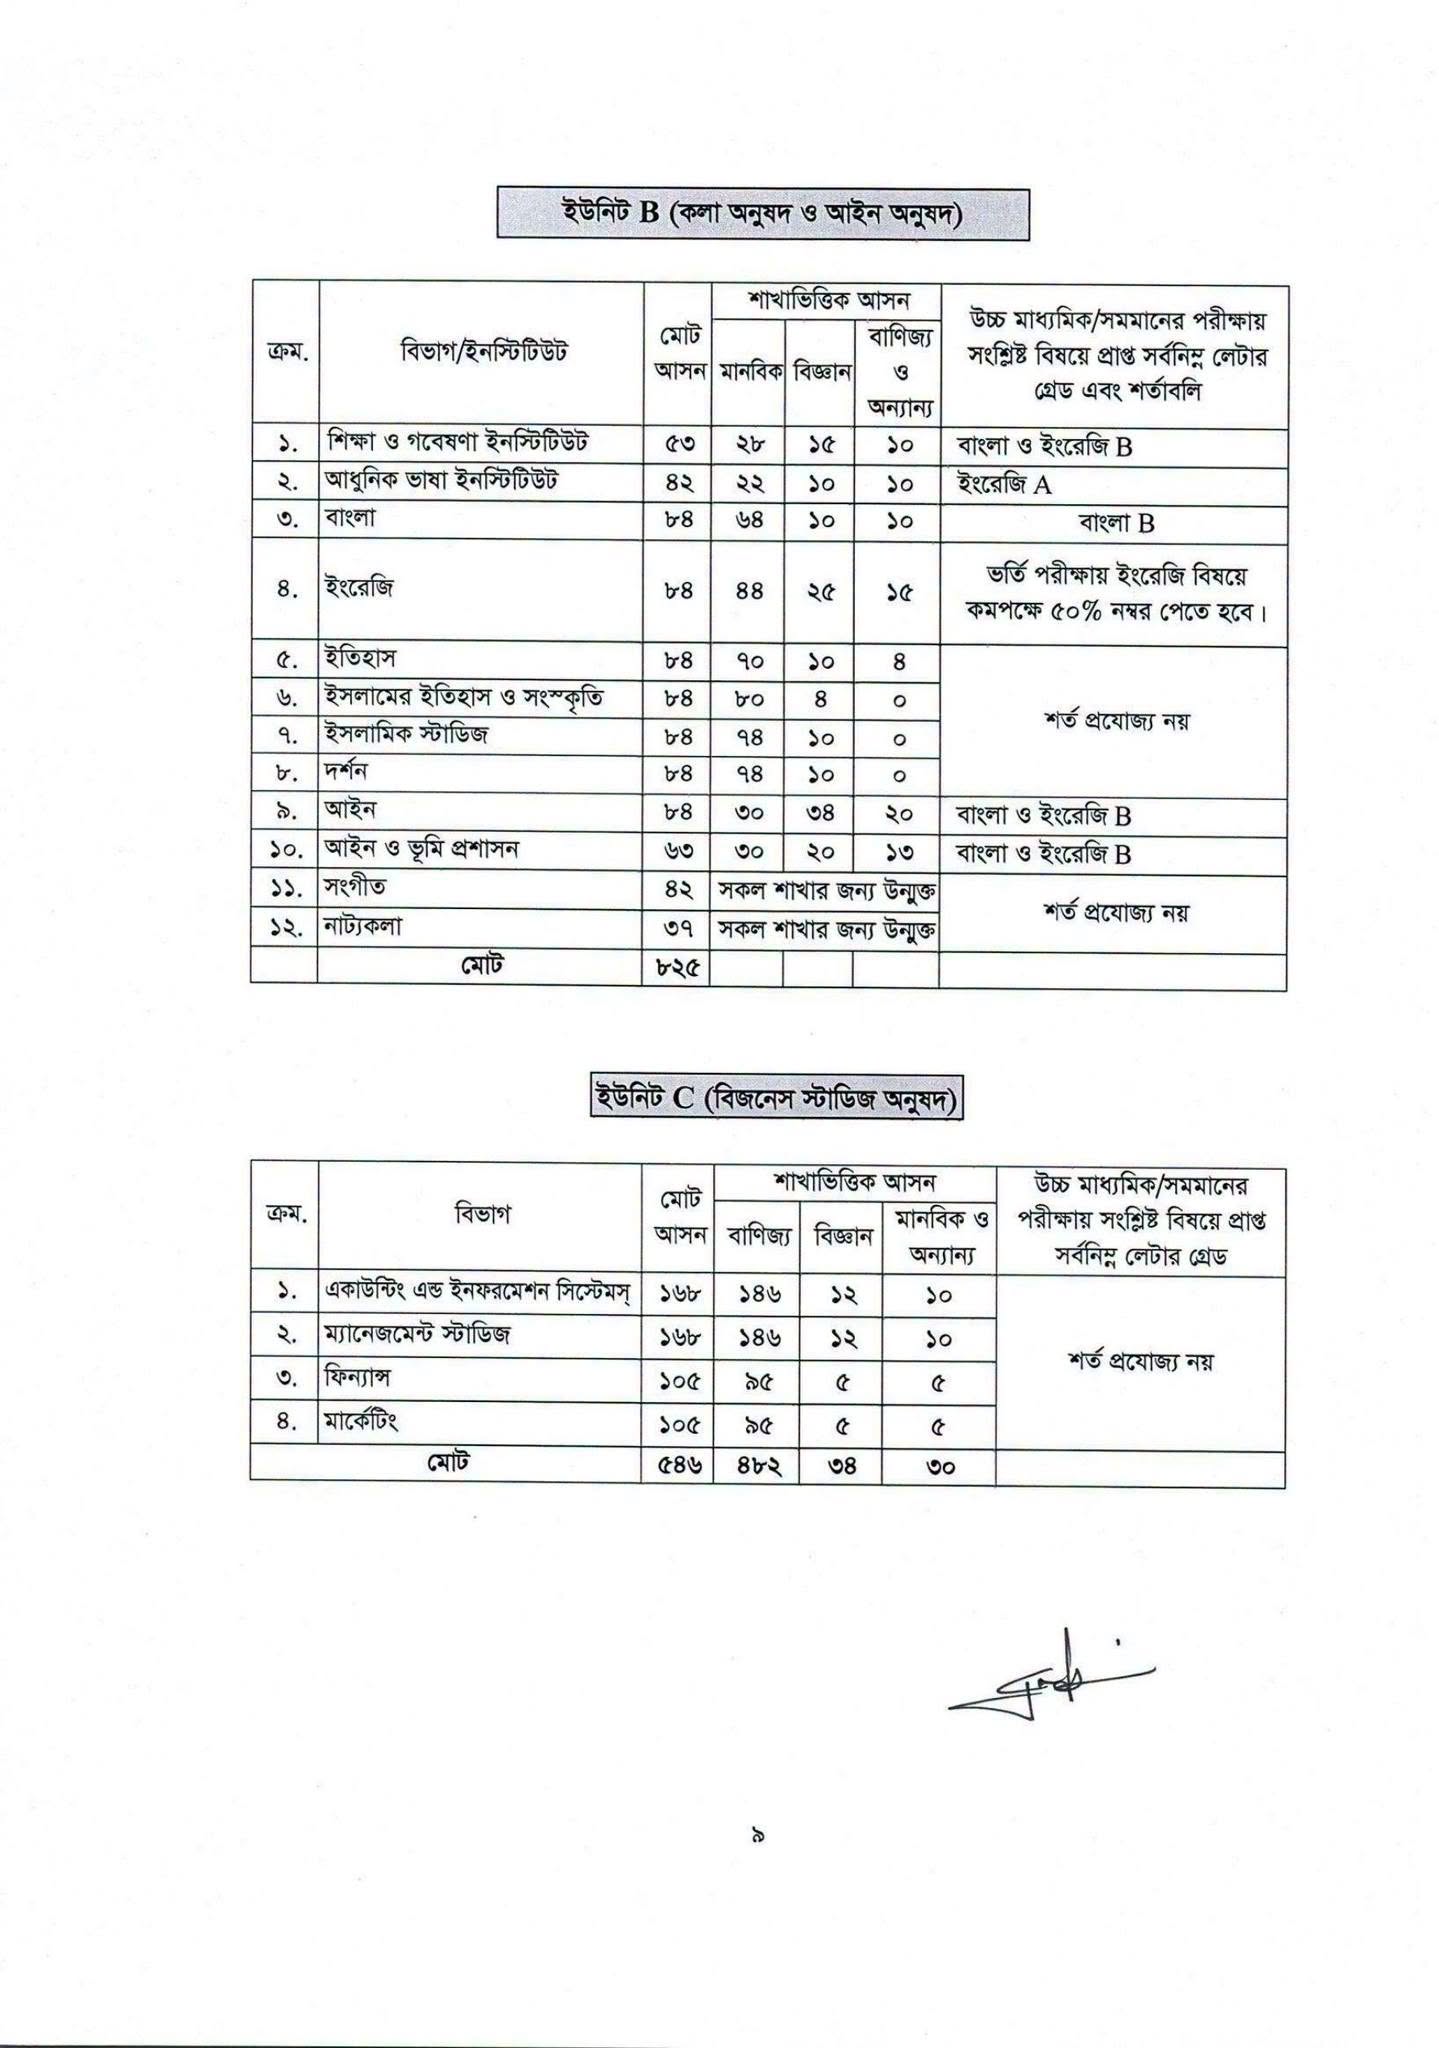 ইউনিট B (কলা অনুষদ ও আইন অনুষদ)
ক্রম. বিভাগ/ইনস্টিটিউট মোট আসন শাখাভিত্তিক আসন উচ্চ মাধ্যমিক/সমমানের পরীক্ষায় সংশ্লিষ্ট বিষয়ে প্রাপ্ত সর্বনিম্ন লেটার গ্রেড এবং শর্তাবলি
মানবিক বিজ্ঞান বাণিজ্য ও অন্যান্য
১. শিক্ষা ও গবেষণা ইনস্টিটিউট ৫৩ ২৮ ১৫ ১০ বাংলা ও ইংরেজি B
২. আধুনিক ভাষা ইনস্টিটিউট ৪২ ২২ ১০ ১০ ইংরেজি A
৩. বাংলা ৮৪ ৬৪ ১০ ১০ বাংলা B
৪. ইংরেজি ৮৪ ৪৪ ২৫ ১৫ ভর্তি পরীক্ষায় ইংরেজি বিষয়ে কমপক্ষে ৫০% নম্বর পেতে হবে।
৫. ইতিহাস ৮৪ ৭০ ১০ ৪ শর্ত প্রযোজ্য নয়
৬. ইসলামের ইতিহাস ও সংস্কৃতি ৮৪ ৮০ ৪ ০
৭. ইসলামিক স্টাডিজ ৮৪ ৭৪ ১০ ০
৮. দর্শন ৮৪ ৭৪ ১০ ০
৯. আইন ৮৪ ৩০ ৩৪ ২০ বাংলা ও ইংরেজি B
১০. আইন ও ভূমি প্রশাসন ৬৩ ৩০ ২০ ১৩ বাংলা ও ইংরেজি B
১১. সংগীত ৪২ সকল শাখার জন্য উন্মুক্ত শর্ত প্রযোজ্য নয়
১২. নাট্যকলা ৩৭ সকল শাখার জন্য উন্মুক্ত
মোট ৮২৫
ইউনিট C (বিজনেস স্টাডিজ অনুষদ)
ক্রম. বিভাগ মোট আসন শাখাভিত্তিক আসন উচ্চ মাধ্যমিক/সমমানের পরীক্ষায় সংশ্লিষ্ট বিষয়ে প্রাপ্ত সর্বনিম্ন লেটার গ্রেড
বাণিজ্য বিজ্ঞান মানবিক ও অন্যান্য
১. একাউন্টিং এন্ড ইনফরমেশন সিস্টেমস্ ১৬৮ ১৪৬ ১২ ১০ শর্ত প্রযোজ্য নয়
২. ম্যানেজমেন্ট স্টাডিজ ১৬৮ ১৪৬ ১২ ১০
৩. ফিন্যান্স ১০৫ ৯৫ ৫ ৫
৪. মার্কেটিং ১০৫ ৯৫ ৫ ৫
মোট ৫৪৬ ৪৮২ ৩৪ ৩০
৯